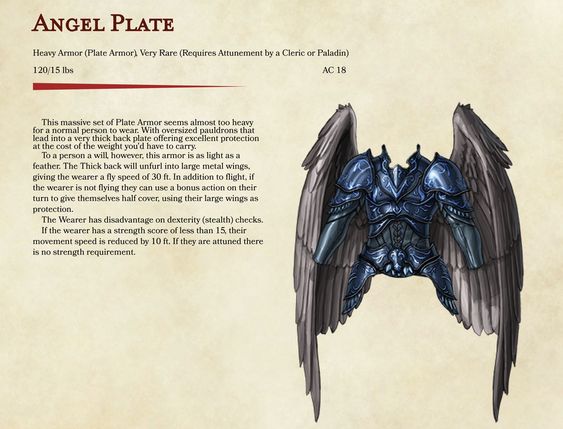 Angel Plate
Heavy Armor (Plate Armor), Very Rare (Requires Attunement by a Cleric or Paladin)
120/15 lbs AC 18
This massive set of Plate Armor seems almost too heavy
for a normal person to wear. With oversized pauldrons that
lead into a very thick back plate offering excellent protection
at the cost of the weight you'd have to carry.
To a person a will, however, this armor is as light as a
feather. The Thick back will unfurl into large metal wings,
giving the wearer a fly speed of 30 ft. In addition to flight, if
the wearer is not flying they can use a bonus action on their
turn to give themselves half cover, using their large wings as
protection.
The Wearer has disadvantage on dexterity (stealth) checks.
If the wearer has a strength score of less than 15, their
movement speed is reduced by 10 ft. If they are attuned there
is no strength requirement.